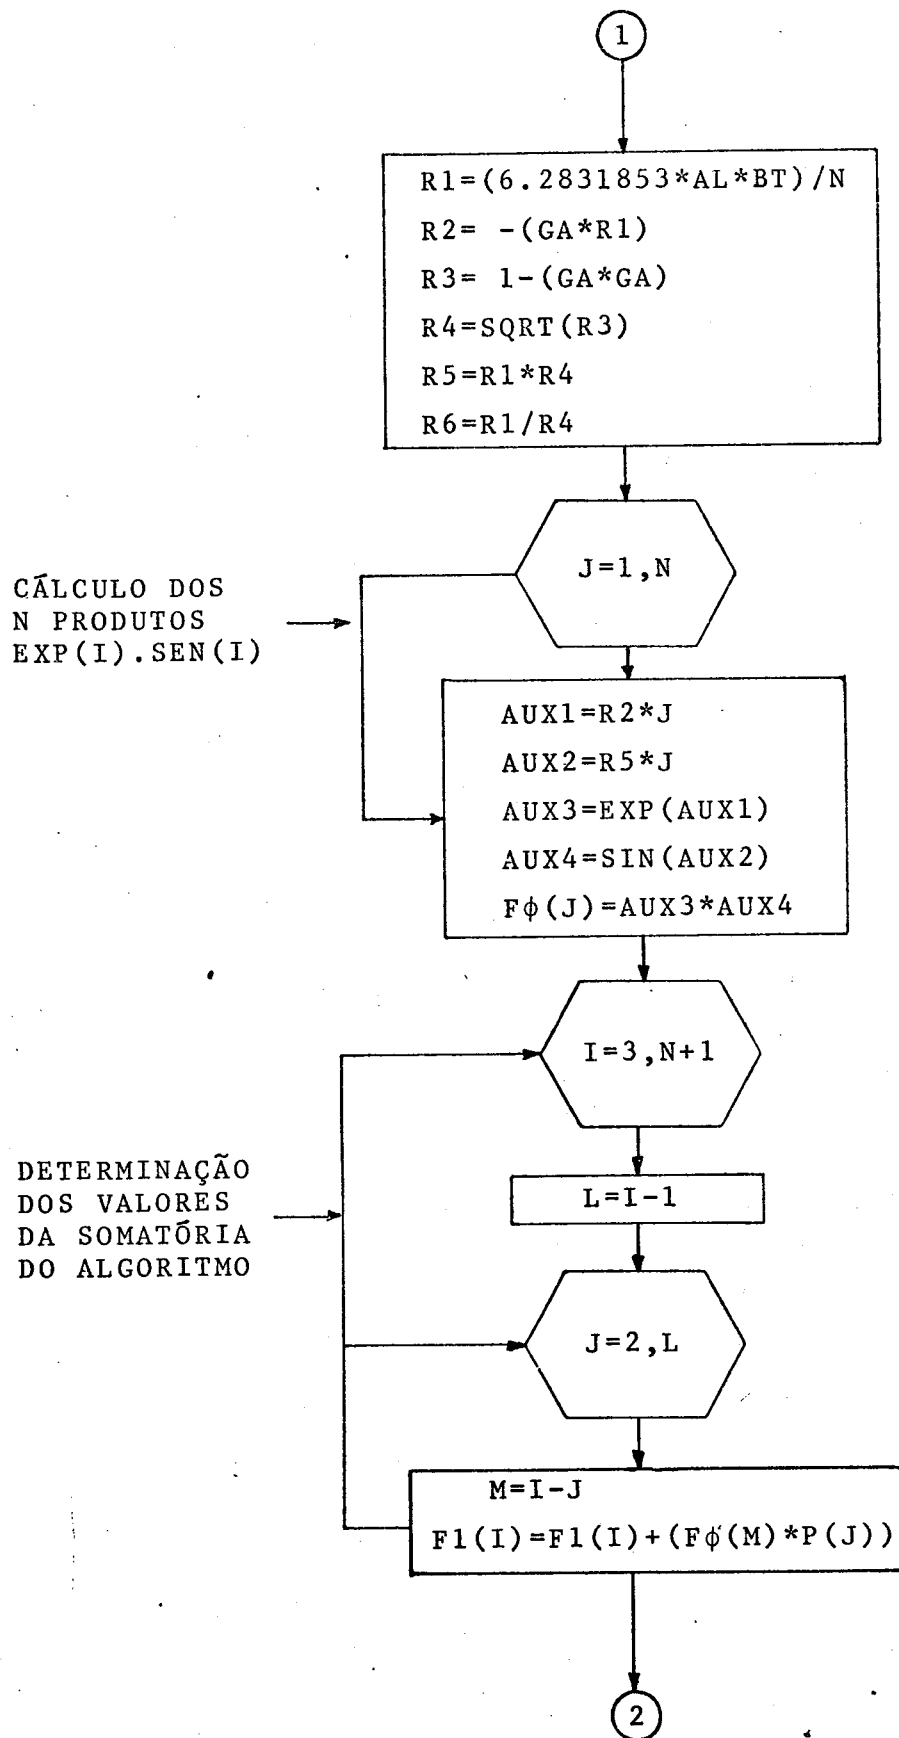 1
R1=(6.2831853*AL*BT)/N
R2= -(GA*R1)
R3= 1-(GA*GA)
R4=SQRT(R3)
R5=R1*R4
R6=R1/R4
J=1,N
CÁLCULO DOS
N PRODUTOS
EXP(I).SEN(I)
AUX1=R2*J
AUX2=R5*J
AUX3=EXP(AUX1)
AUX4=SIN(AUX2)
Fϕ(J)=AUX3*AUX4
I=3,N+1
DETERMINAÇÃO
DOS VALORES
DA SOMATÓRIA
DO ALGORITMO
L=I-1
J=2,L
M=I-J
F1(I)=F1(I)+(Fϕ(M)*P(J))
2